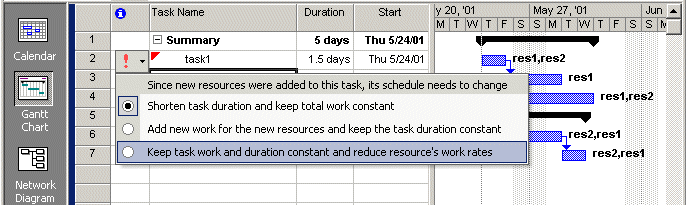 Task Name Duration Start y 20, '01 May 27, '01 Jun
M T W T F S S M T W T F S S M
1 Summary 5 days Thu 5/24/01
Calendar
2 task1 1.5 days Thu 5/24/01 res1,res2
Since new resources were added to this task, its schedule needs to change res1
Shorten task duration and keep total work constant res1,res2
Gantt
Chart
Add new work for the new resources and keep the task duration constant res2,res1
7 Keep task work and duration constant and reduce resource's work rates res2,res1
Network
Diagram